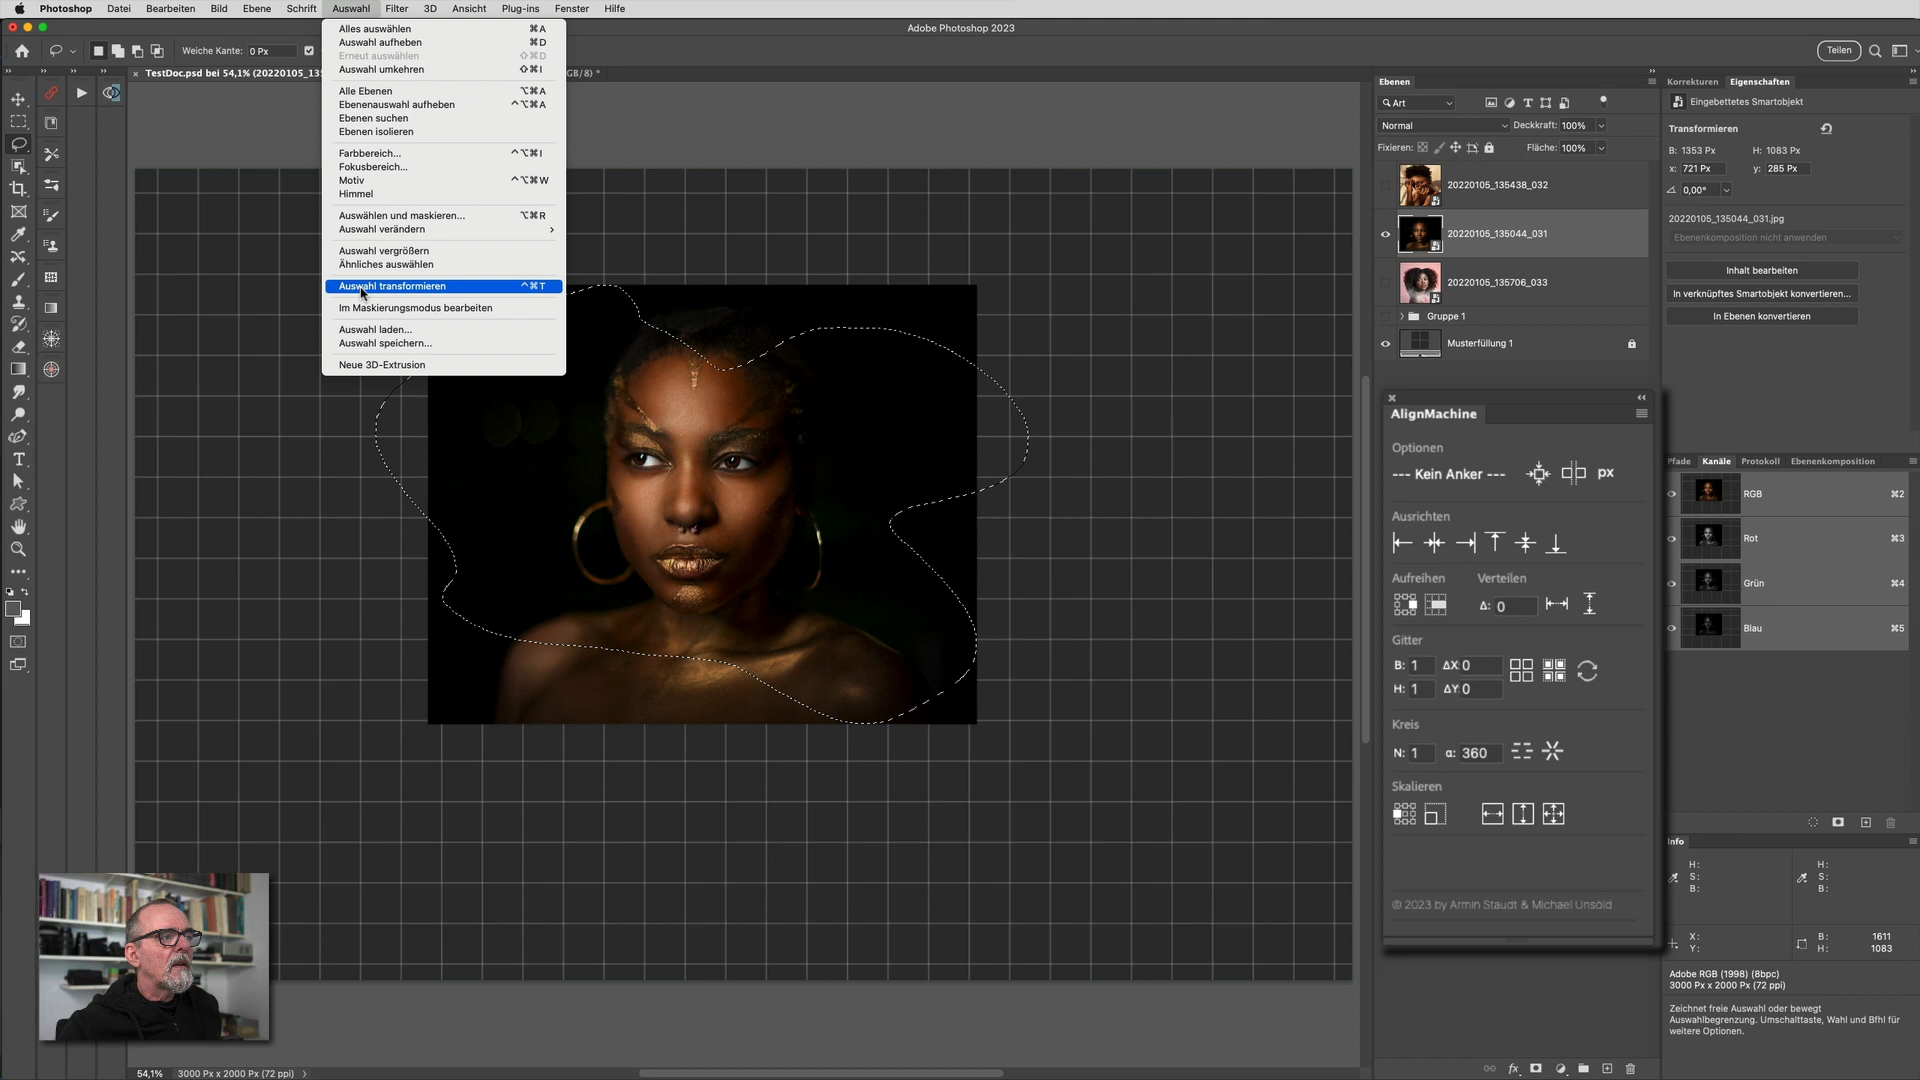 Photoshop Datei Bearbeiten Bild Ebene Schrift Auswahl Filter 3D Ansicht Plug-ins Fenster Hilfe
Adobe Photoshop 2023
Weiche Kante: 0 Px
Teilen
TestDoc.psd bei 54,1% (20220105_13
GB/8) *
Alles auswählen ⌘A
Auswahl aufheben ⌘D
Erneut auswählen ⇧⌘D
Auswahl umkehren ⇧⌘I
Alle Ebenen ⌥⌘A
Ebenenauswahl aufheben ^⌥⌘A
Ebenen suchen
Ebenen isolieren
Farbbereich... ^⌥⌘I
Fokusbereich...
Motiv ^⌥⌘W
Himmel
Auswählen und maskieren... ⌥⌘R
Auswahl verändern
Auswahl vergrößern
Ähnliches auswählen
Auswahl transformieren ^⌘T
Im Maskierungsmodus bearbeiten
Auswahl laden...
Auswahl speichern...
Neue 3D-Extrusion
Ebenen
Art
Normal Deckkraft: 100%
Fixieren: Fläche: 100%
20220105_135438_032
20220105_135044_031
20220105_135706_033
Gruppe 1
Musterfüllung 1
Korrekturen Eigenschaften
Eingebettetes Smartobjekt
Transformieren
B: 1353 Px H: 1083 Px
x: 721 Px y: 285 Px
0,00°
20220105_135044_031.jpg
Ebenenkomposition nicht anwenden
Inhalt bearbeiten
In verknüpftes Smartobjekt konvertieren...
In Ebenen konvertieren
AlignMachine
Optionen
--- Kein Anker --- px
Ausrichten
Aufreihen Verteilen
Δ: 0
Gitter
B: 1 ΔX: 0
H: 1 ΔY: 0
Kreis
N: 1 α: 360
Skalieren
© 2023 by Armin Staudt & Michael Unsöld
Pfade Kanäle Protokoll Ebenenkomposition
RGB ⌘2
Rot ⌘3
Grün ⌘4
Blau ⌘5
Info
H: H:
S: S:
B: B:
X: B: 1611
Y: H: 1083
Adobe RGB (1998) (8bpc)
3000 Px x 2000 Px (72 ppi)
Zeichnet freie Auswahl oder bewegt
Auswahlbegrenzung. Umschalttaste, Wahl und Bfhl für
weitere Optionen.
54,1% 3000 Px x 2000 Px (72 ppi)